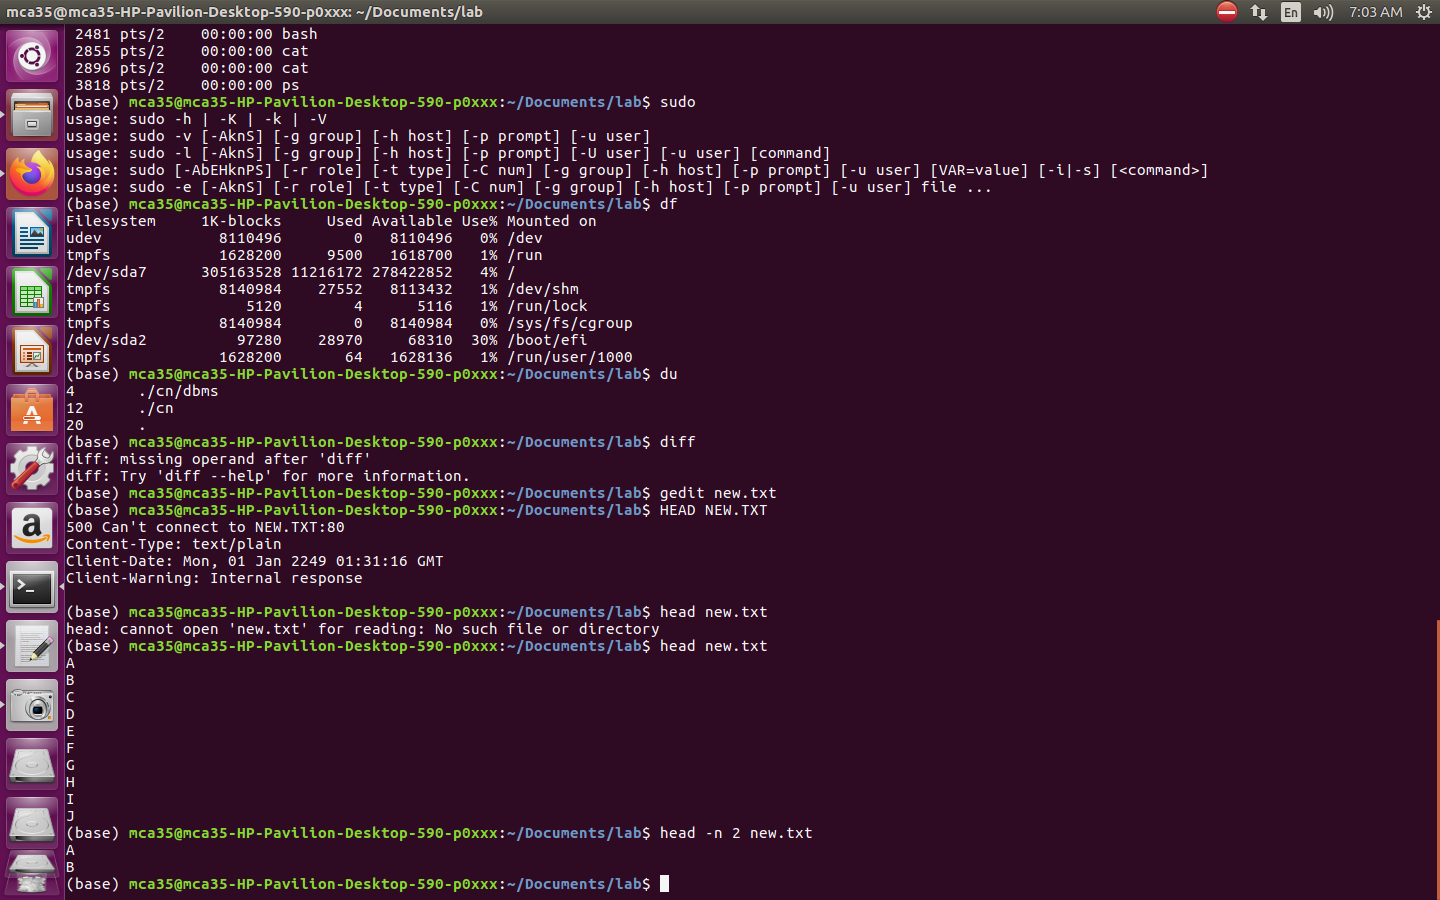 mca35@mca35-HP-Pavilion-Desktop-590-p0xxx: ~/Documents/lab
En
7:03 AM
2481 pts/2    00:00:00 bash
2855 pts/2    00:00:00 cat
2896 pts/2    00:00:00 cat
3818 pts/2    00:00:00 ps
(base) mca35@mca35-HP-Pavilion-Desktop-590-p0xxx:~/Documents/lab$ sudo
usage: sudo -h | -K | -k | -V
usage: sudo -v [-AknS] [-g group] [-h host] [-p prompt] [-u user]
usage: sudo -l [-AknS] [-g group] [-h host] [-p prompt] [-U user] [-u user] [command]
usage: sudo [-AbEHknPS] [-r role] [-t type] [-C num] [-g group] [-h host] [-p prompt] [-u user] [VAR=value] [-i|-s] [<command>]
usage: sudo -e [-AknS] [-r role] [-t type] [-C num] [-g group] [-h host] [-p prompt] [-u user] file ...
(base) mca35@mca35-HP-Pavilion-Desktop-590-p0xxx:~/Documents/lab$ df
Filesystem     1K-blocks     Used Available Use% Mounted on
udev             8110496        0   8110496   0% /dev
tmpfs            1628200     9500   1618700   1% /run
/dev/sda7      305163528 11216172 278422852   4% /
tmpfs            8140984    27552   8113432   1% /dev/shm
tmpfs               5120        4      5116   1% /run/lock
tmpfs            8140984        0   8140984   0% /sys/fs/cgroup
/dev/sda2          97280    28970     68310  30% /boot/efi
tmpfs            1628200       64   1628136   1% /run/user/1000
(base) mca35@mca35-HP-Pavilion-Desktop-590-p0xxx:~/Documents/lab$ du
4       ./cn/dbms
12      ./cn
20      .
(base) mca35@mca35-HP-Pavilion-Desktop-590-p0xxx:~/Documents/lab$ diff
diff: missing operand after 'diff'
diff: Try 'diff --help' for more information.
(base) mca35@mca35-HP-Pavilion-Desktop-590-p0xxx:~/Documents/lab$ gedit new.txt
(base) mca35@mca35-HP-Pavilion-Desktop-590-p0xxx:~/Documents/lab$ HEAD NEW.TXT
500 Can't connect to NEW.TXT:80
Content-Type: text/plain
Client-Date: Mon, 01 Jan 2249 01:31:16 GMT
Client-Warning: Internal response
(base) mca35@mca35-HP-Pavilion-Desktop-590-p0xxx:~/Documents/lab$ head new.txt
head: cannot open 'new.txt' for reading: No such file or directory
(base) mca35@mca35-HP-Pavilion-Desktop-590-p0xxx:~/Documents/lab$ head new.txt
A
B
C
D
E
F
G
H
I
J
(base) mca35@mca35-HP-Pavilion-Desktop-590-p0xxx:~/Documents/lab$ head -n 2 new.txt
A
B
(base) mca35@mca35-HP-Pavilion-Desktop-590-p0xxx:~/Documents/lab$